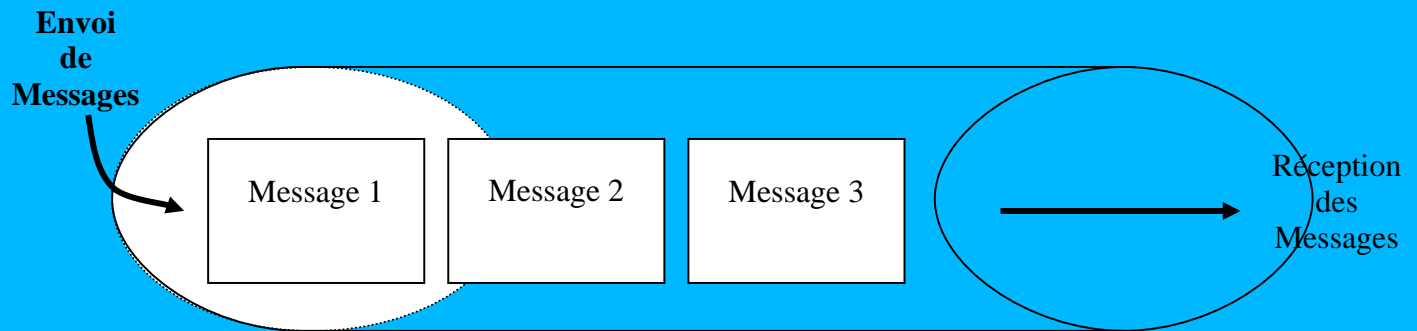 Envoi
de
Messages
Message 1
Message 2
Message 3
Réception
des
Messages